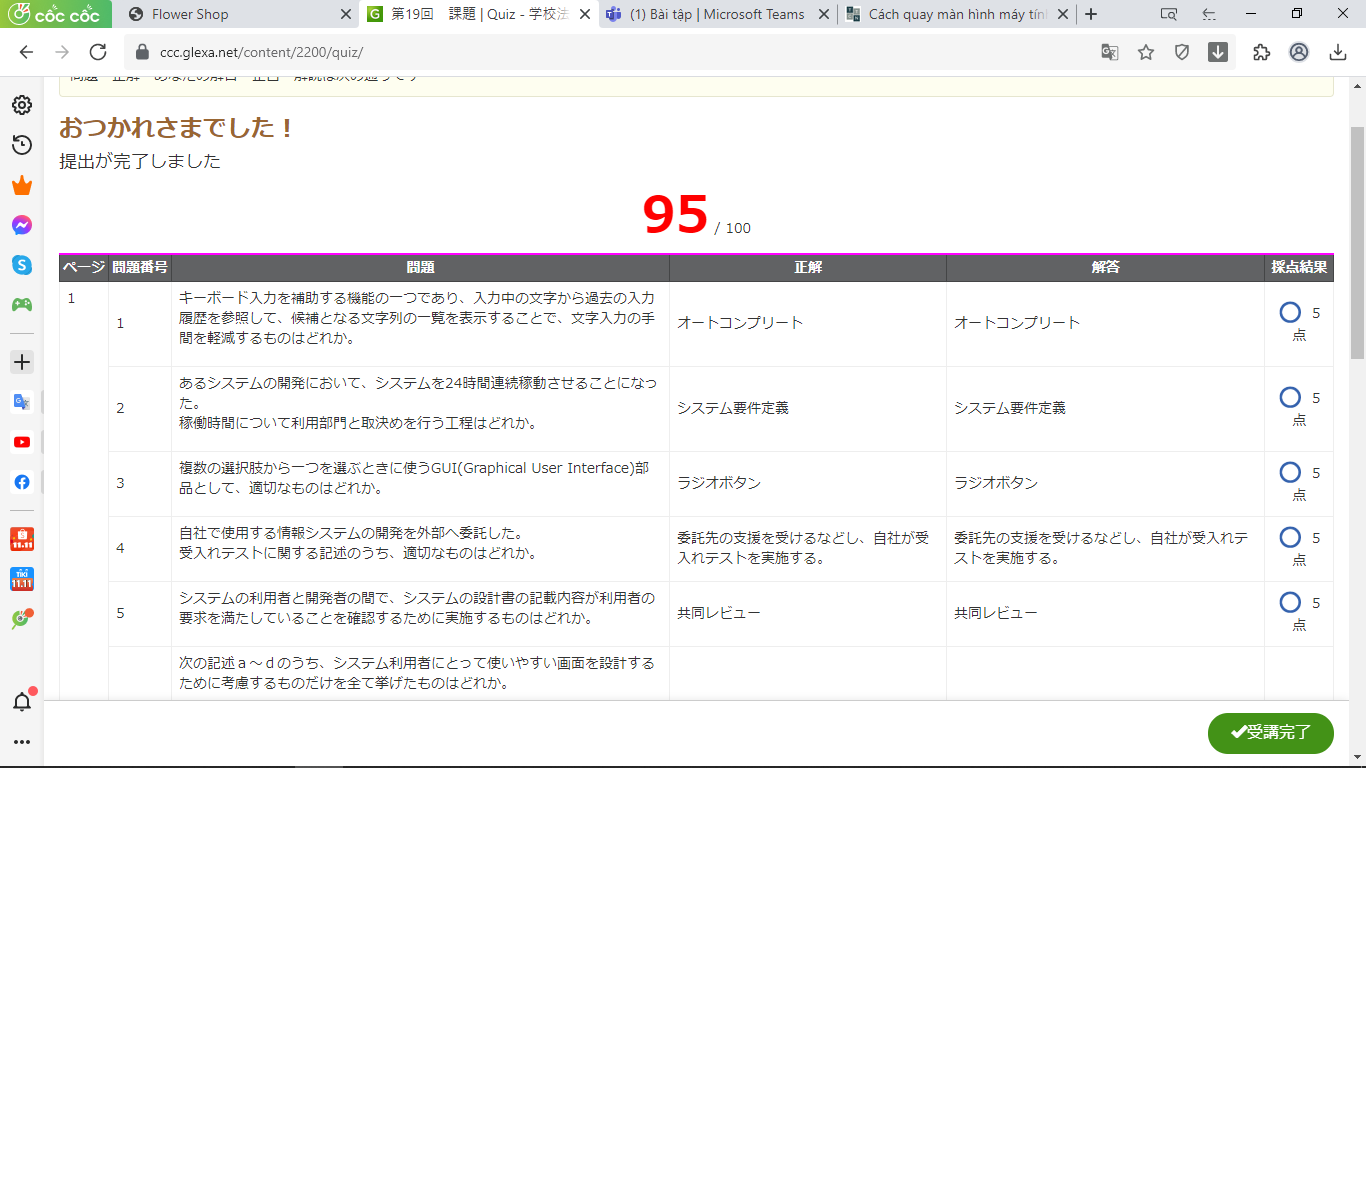 cốc cốc
Flower Shop
第19回 課題 | Quiz - 学校法
(1) Bài tập | Microsoft Teams
Cách quay màn hình máy tín
ccc.glexa.net/content/2200/quiz/
おつかれさまでした！
提出が完了しました
95 / 100
ページ 問題番号 問題 正解 解答 採点結果
1
1
キーボード入力を補助する機能の一つであり、入力中の文字から過去の入力
履歴を参照して、候補となる文字列の一覧を表示することで、文字入力の手
間を軽減するものはどれか。
オートコンプリート
オートコンプリート
5
点
2
あるシステムの開発において、システムを24時間連続稼動させることになっ
た。
稼働時間について利用部門と取決めを行う工程はどれか。
システム要件定義
システム要件定義
5
点
3
複数の選択肢から一つを選ぶときに使うGUI(Graphical User Interface)部
品として、適切なものはどれか。
ラジオボタン
ラジオボタン
5
点
4
自社で使用する情報システムの開発を外部へ委託した。
受入れテストに関する記述のうち、適切なものはどれか。
委託先の支援を受けるなどし、自社が受
入れテストを実施する。
委託先の支援を受けるなどし、自社が受入れテ
ストを実施する。
5
点
5
システムの利用者と開発者の間で、システムの設計書の記載内容が利用者の
要求を満たしていることを確認するために実施するものはどれか。
共同レビュー
共同レビュー
5
点
次の記述ａ～ｄのうち、システム利用者にとって使いやすい画面を設計する
ために考慮するものだけを全て挙げたものはどれか。
受講完了
11.11
TIKI
11.11